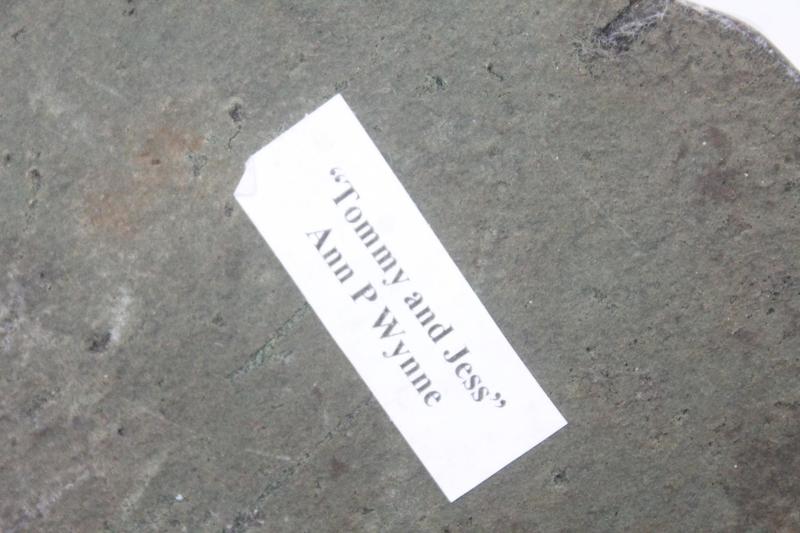 “Tommy and Jess”
Ann P Wynne